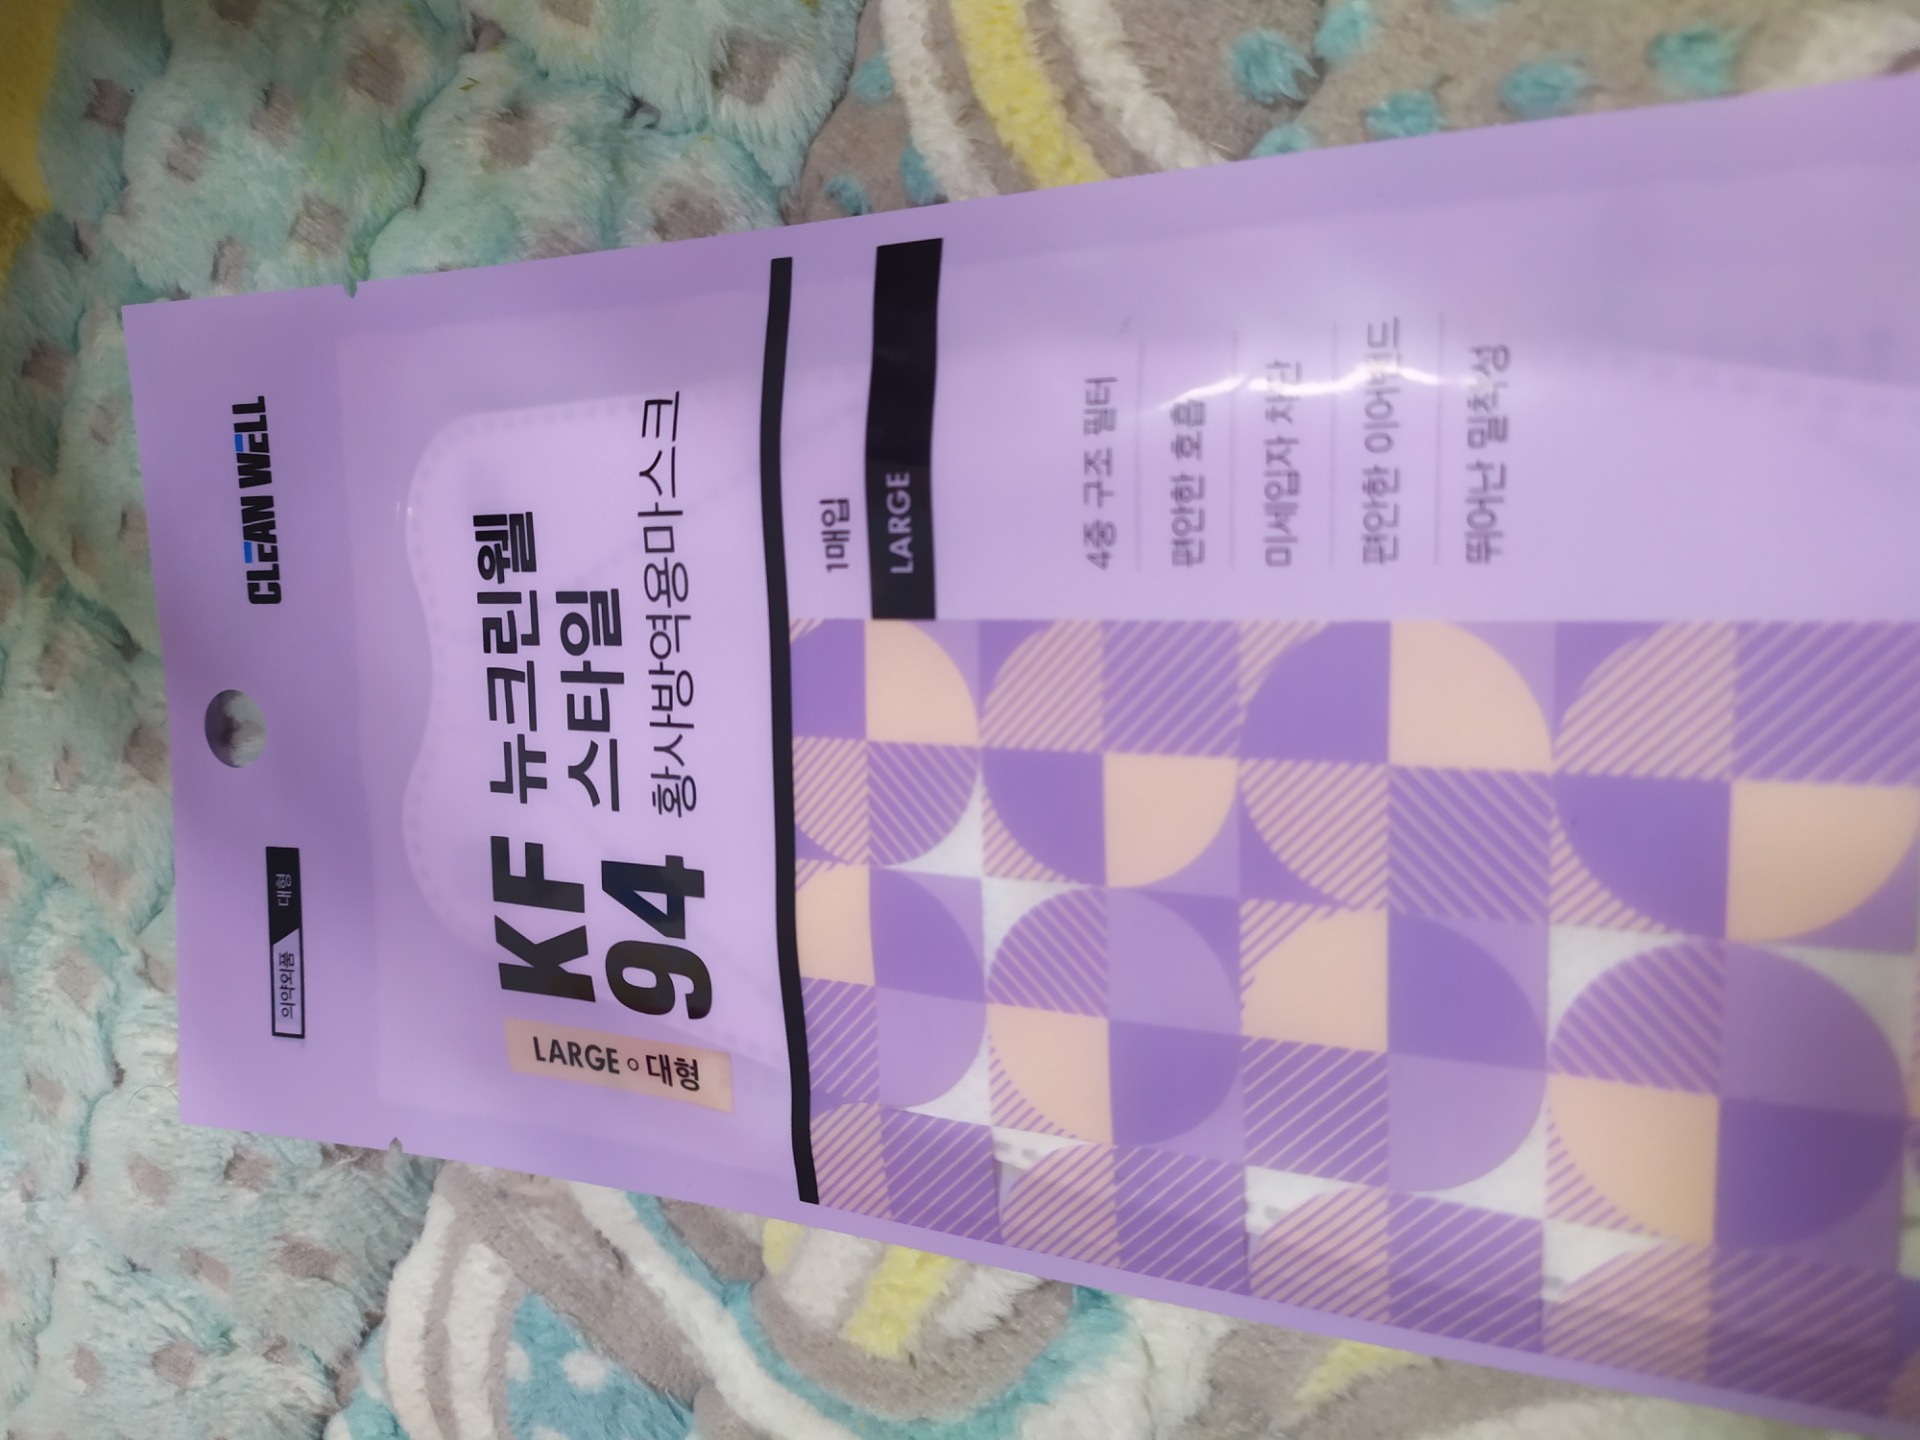 의약외품 대형
CLEAN WELL
LARGE ○ 대형
KF
94
뉴크린웰
스타일
황사방역용마스크
1매입
LARGE
4중 구조 필터
편안한 호흡
미세입자 차단
편안한 이어밴드
뛰어난 밀착성